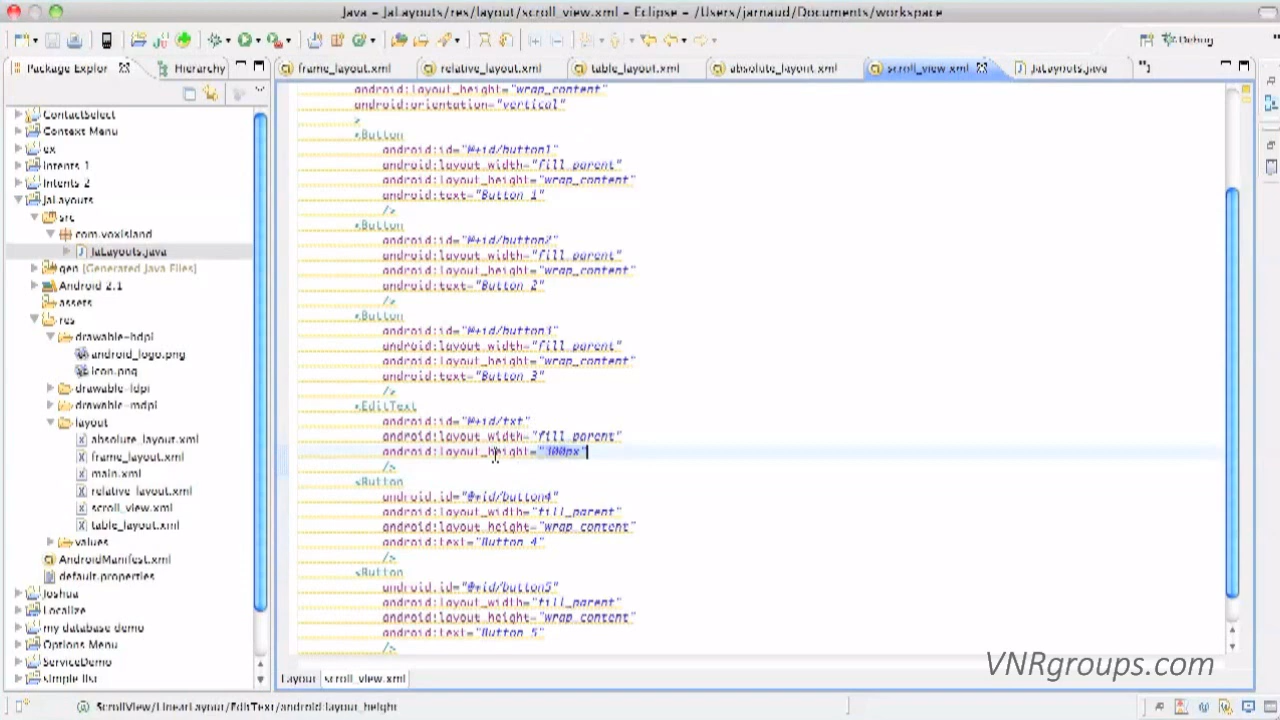 Java - JaLayouts/res/layout/scroll_view.xml - Eclipse - /Users/jarnaud/Documents/workspace
Debug
Package Explor
Hierarchy
frame_layout.xml
relative_layout.xml
table_layout.xml
absolute_layout.xml
scroll_view.xml
JaLayouts.java
ContactSelect
Context Menu
ex
Intents 1
Intents 2
JaLayouts
src
com.voxisland
JaLayouts.java
gen [Generated Java Files]
Android 2.1
assets
res
drawable-hdpi
android_logo.png
icon.png
drawable-ldpi
drawable-mdpi
layout
absolute_layout.xml
frame_layout.xml
main.xml
relative_layout.xml
scroll_view.xml
table_layout.xml
values
AndroidManifest.xml
default.properties
Joshua
Localize
my database demo
Options Menu
ServiceDemo
simple list
android:layout_height="wrap_content"
android:orientation="vertical"
>
<Button
android:id="@+id/button1"
android:layout_width="fill_parent"
android:layout_height="wrap_content"
android:text="Button 1"
/>
<Button
android:id="@+id/button2"
android:layout_width="fill_parent"
android:layout_height="wrap_content"
android:text="Button 2"
/>
<Button
android:id="@+id/button3"
android:layout_width="fill_parent"
android:layout_height="wrap_content"
android:text="Button 3"
/>
<EditText
android:id="@+id/txt"
android:layout_width="fill_parent"
android:layout_height="300px"
/>
<Button
android:id="@+id/button4"
android:layout_width="fill_parent"
android:layout_height="wrap_content"
android:text="Button 4"
/>
<Button
android:id="@+id/button5"
android:layout_width="fill_parent"
android:layout_height="wrap_content"
android:text="Button 5"
/>
VNRgroups.com
Layout
scroll_view.xml
ScrollView/LinearLayout/EditText/android:layout_height